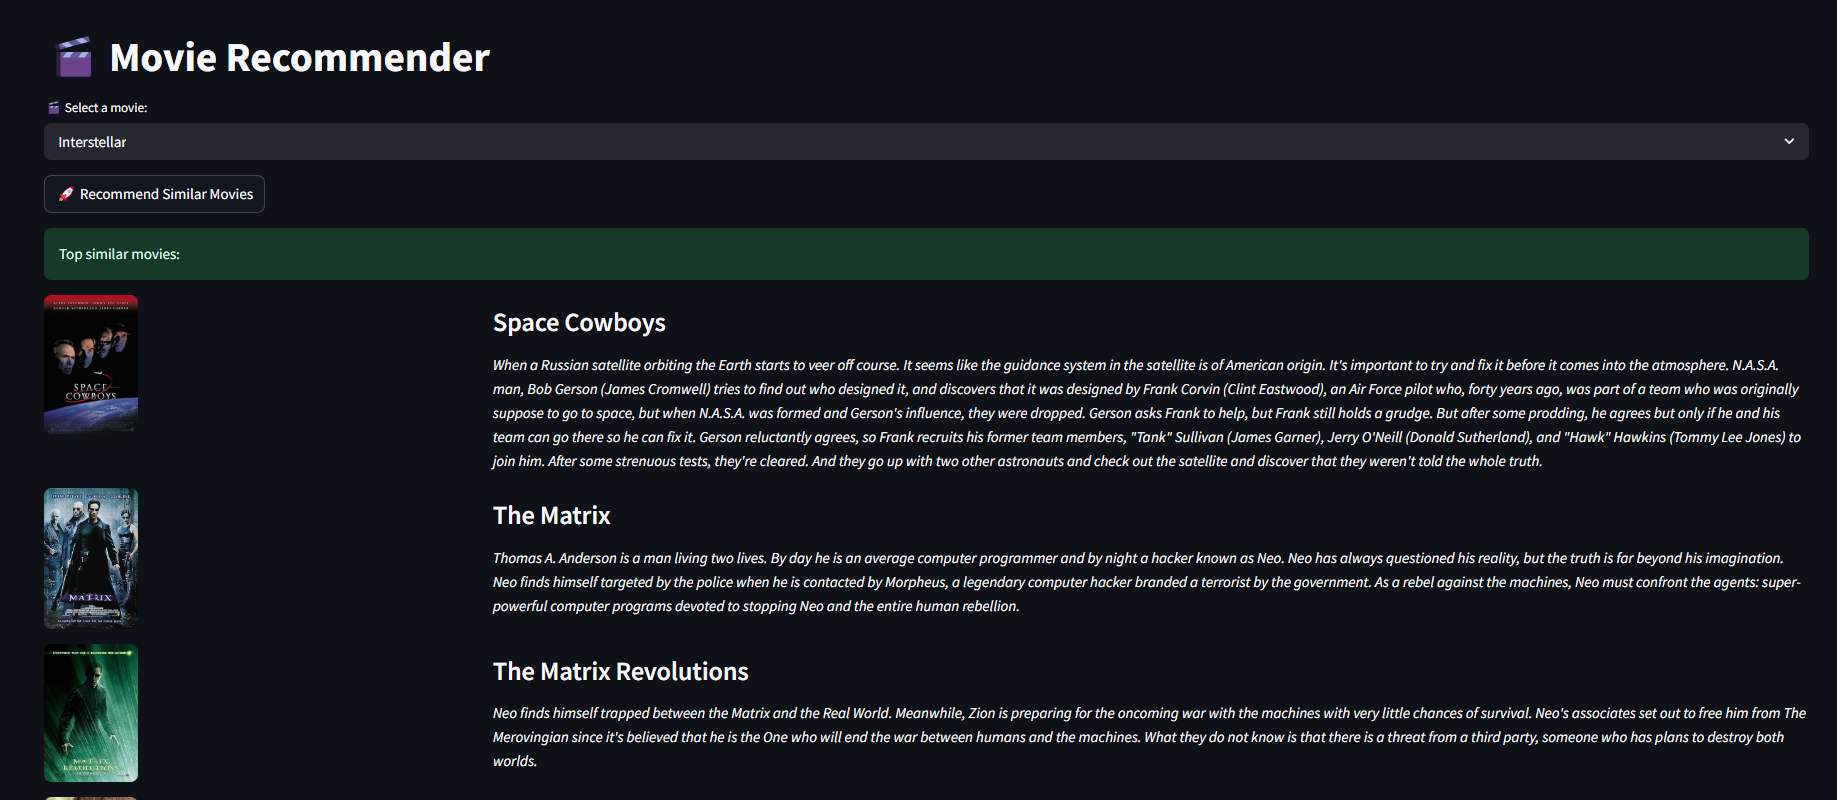 Movie Recommender
Select a movie:
Interstellar
Recommend Similar Movies
Top similar movies:
SPACE
COWBOYS
Space Cowboys
When a Russian satellite orbiting the Earth starts to veer off course. It seems like the guidance system in the satellite is of American origin. It's important to try and fix it before it comes into the atmosphere. N.A.S.A.
man, Bob Gerson (James Cromwell) tries to find out who designed it, and discovers that it was designed by Frank Corvin (Clint Eastwood), an Air Force pilot who, forty years ago, was part of a team who was originally
suppose to go to space, but when N.A.S.A. was formed and Gerson's influence, they were dropped. Gerson asks Frank to help, but Frank still holds a grudge. But after some prodding, he agrees but only if he and his
team can go there so he can fix it. Gerson reluctantly agrees, so Frank recruits his former team members, "Tank" Sullivan (James Garner), Jerry O'Neill (Donald Sutherland), and "Hawk" Hawkins (Tommy Lee Jones) to
join him. After some strenuous tests, they're cleared. And they go up with two other astronauts and check out the satellite and discover that they weren't told the whole truth.
MATRIX
The Matrix
Thomas A. Anderson is a man living two lives. By day he is an average computer programmer and by night a hacker known as Neo. Neo has always questioned his reality, but the truth is far beyond his imagination.
Neo finds himself targeted by the police when he is contacted by Morpheus, a legendary computer hacker branded a terrorist by the government. As a rebel against the machines, Neo must confront the agents: super-
powerful computer programs devoted to stopping Neo and the entire human rebellion.
MATRIX
REVOLUTIONS
The Matrix Revolutions
Neo finds himself trapped between the Matrix and the Real World. Meanwhile, Zion is preparing for the oncoming war with the machines with very little chances of survival. Neo's associates set out to free him from The
Merovingian since it's believed that he is the One who will end the war between humans and the machines. What they do not know is that there is a threat from a third party, someone who has plans to destroy both
worlds.